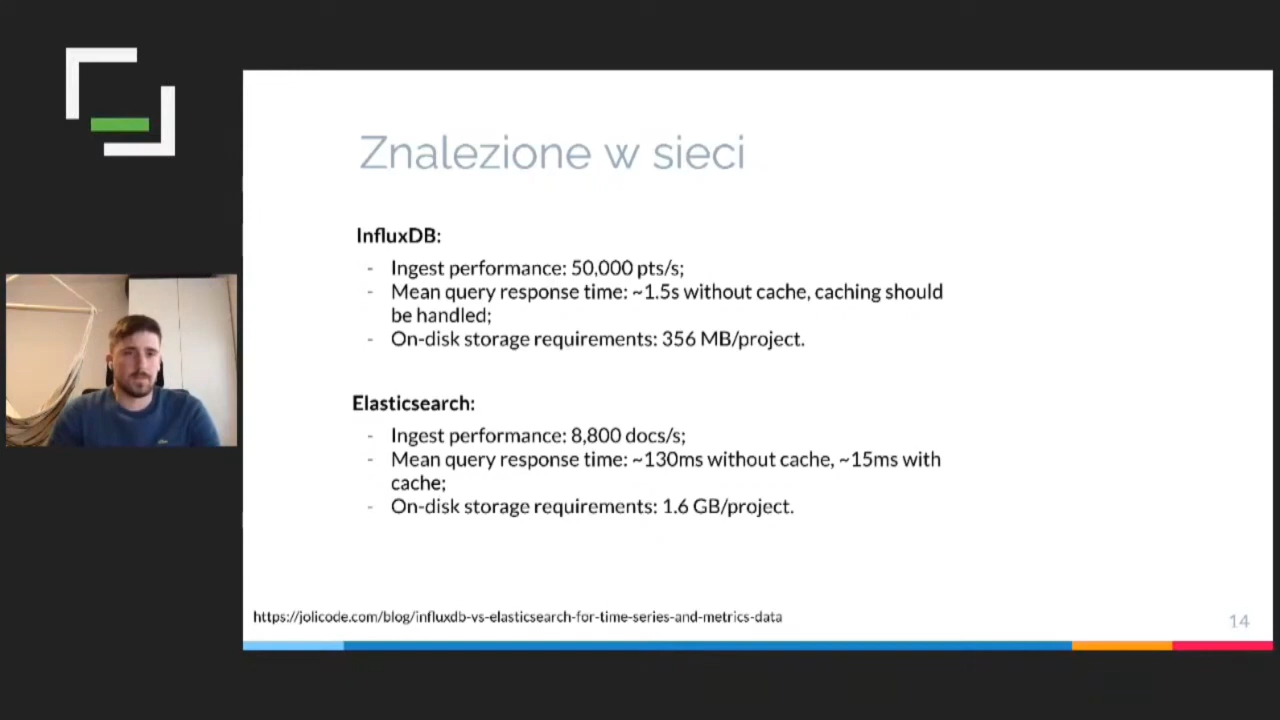 Znalezione w sieci
InfluxDB:
- Ingest performance: 50,000 pts/s;
- Mean query response time: ~1.5s without cache, caching should
be handled;
- On-disk storage requirements: 356 MB/project.
Elasticsearch:
- Ingest performance: 8,800 docs/s;
- Mean query response time: ~130ms without cache, ~15ms with
cache;
- On-disk storage requirements: 1.6 GB/project.
https://jolicode.com/blog/influxdb-vs-elasticsearch-for-time-series-and-metrics-data
14